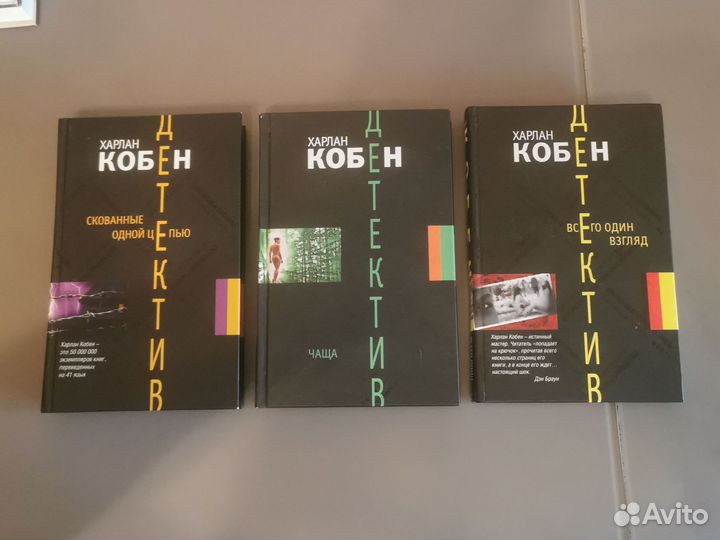 ХАРЛАН
КОБЕН
ДЕТЕКТИВ
СКОВАННЫЕ
ОДНОЙ ЦЕПЬЮ
Харлан Кобен –
это 50 000 000
экземпляров книг,
переведенных
на 41 язык
ХАРЛАН
КОБЕН
ДЕТЕКТИВ
ЧАЩА
ХАРЛАН
КОБЕН
ДЕТЕКТИВ
ВСЕГО ОДИН
ВЗГЛЯД
Харлан Кобен – истинный
мастер. Читатель «попадает
на крючок», прочитав всего
несколько страниц его
книги, а в конце его ждет...
настоящий шок.
Дэн Браун
Avito